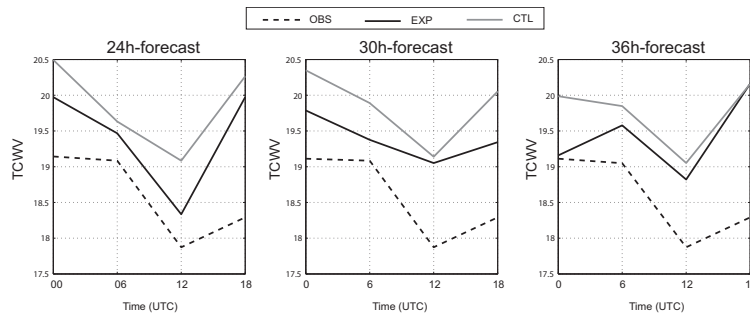 OBS EXP CTL
24h-forecast
20.5
20
19.5
19
18.5
18
17.5
TCWV
00 06 12 18
Time (UTC)
30h-forecast
20.5
20
19.5
19
18.5
18
17.5
TCWV
0 6 12 18
Time (UTC)
36h-forecast
20.5
20
19.5
19
18.5
18
17.5
TCWV
0 6 12 1
Time (UTC)